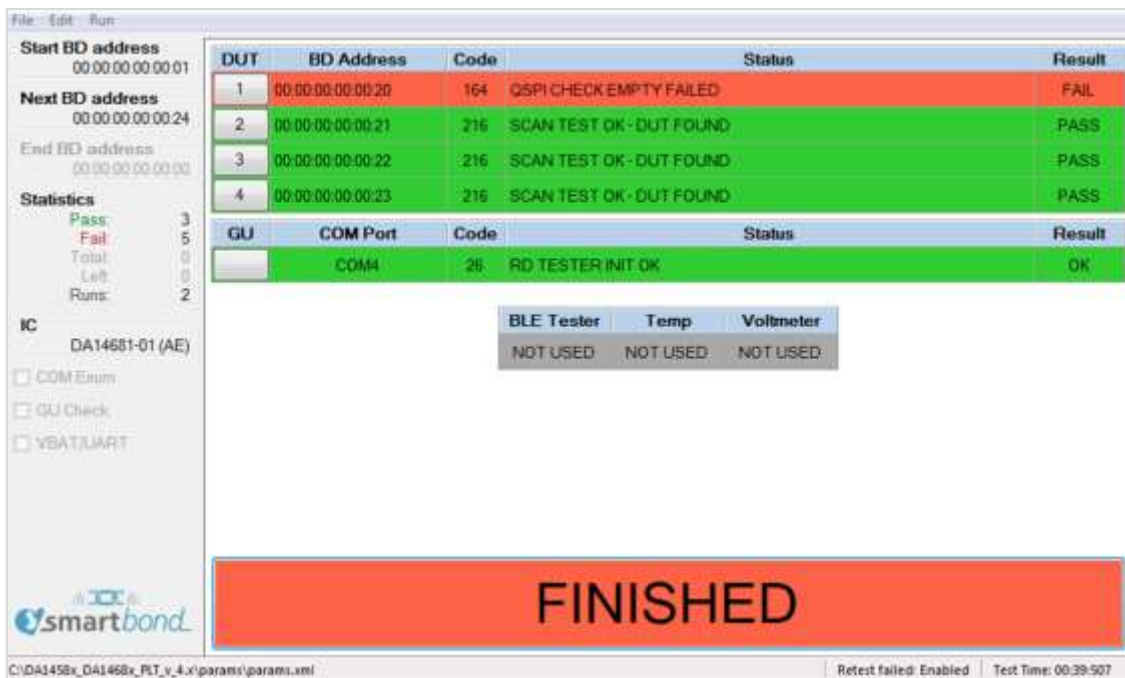 File Edit Run
Start BD address
00:00:00:00:00:01
Next BD address
00:00:00:00:00:24
End BD address
00:00:00:00:00:00
Statistics
Pass: 3
Fail: 5
Total: 0
Left: 0
Runs: 2
IC
DA14681-01 (AE)
COM Enum
GU Check
VBAT/UART
smartbond
DUT BD Address Code Status Result
1 00:00:00:00:00:20 164 QSPI CHECK EMPTY FAILED FAIL
2 00:00:00:00:00:21 216 SCAN TEST OK - DUT FOUND PASS
3 00:00:00:00:00:22 216 SCAN TEST OK - DUT FOUND PASS
4 00:00:00:00:00:23 216 SCAN TEST OK - DUT FOUND PASS
GU COM Port Code Status Result
COM4 26 RD TESTER INIT OK OK
BLE Tester Temp Voltmeter
NOT USED NOT USED NOT USED
FINISHED
C:\DA1458x_DA1468x_PLT_v_4.x\params\params.xml Retest failed: Enabled Test Time: 00:39:507